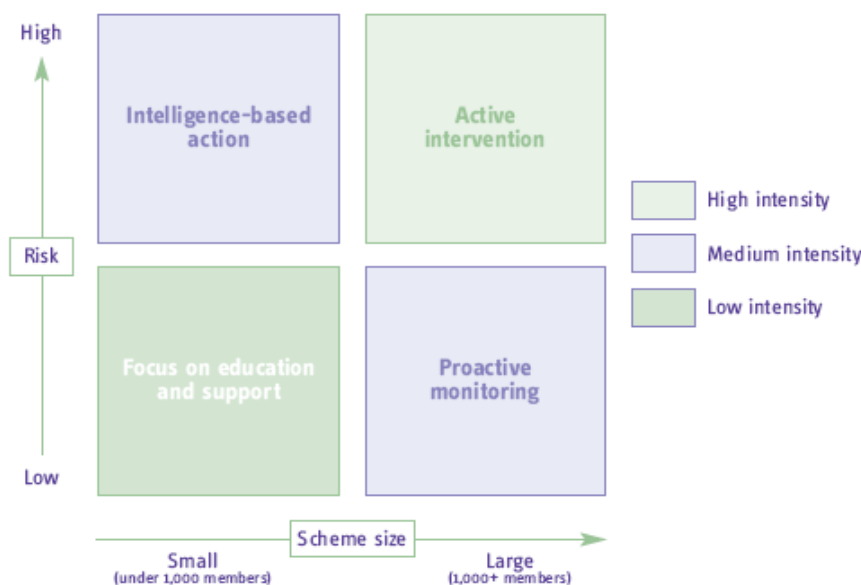 High
Intelligence-based
action
Active
intervention
High intensity
Risk
Medium intensity
Low intensity
Focus on education
and support
Proactive
monitoring
Low
Scheme size
Small
(under 1,000 members)
Large
(1,000+ members)